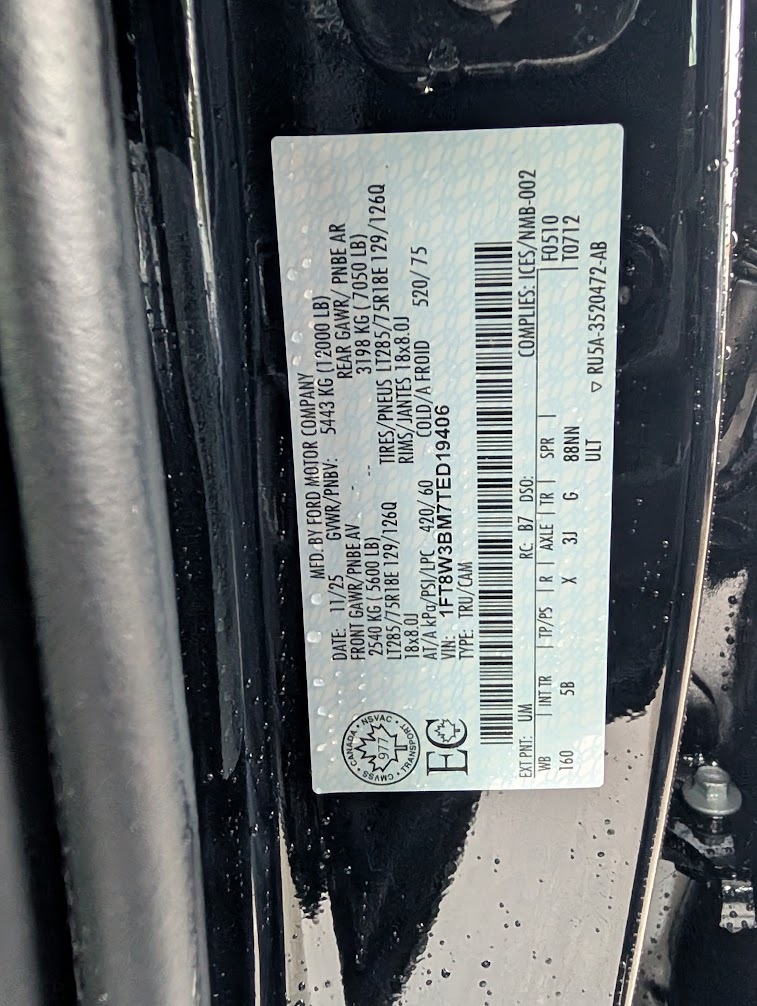 MFD. BY FORD MOTOR COMPANY
DATE: 11/25 GVWR/PNBV: 5443 KG (12000 LB)
FRONT GAWR/PNBE AV REAR GAWR/ PNBE AR
2540 KG ( 5600 LB) -- 3198 KG ( 7050 LB)
LT285/75R18E 129/126Q TIRES/PNEUS LT285/75R18E 129/126Q
18x8.0J RIMS/JANTES 18x8.0J
AT/A kPa/PSI/LPC 420/ 60 COLD/A FROID 520/ 75
VIN: 1FT8W3BM7TED19406
TYPE: TRU/CAM
CMVSS • CANADA • NSVAC • TRANSPORT •
977
EC
EXT PNT: UM RC: B7 DSO: COMPLIES: ICES/NMB-002
WB | INT TR | TP/PS | R | AXLE | TR | SPR | F0510
160 5B X 3J G 88NN T0712
ULT ▽ RU5A-3520472-AB